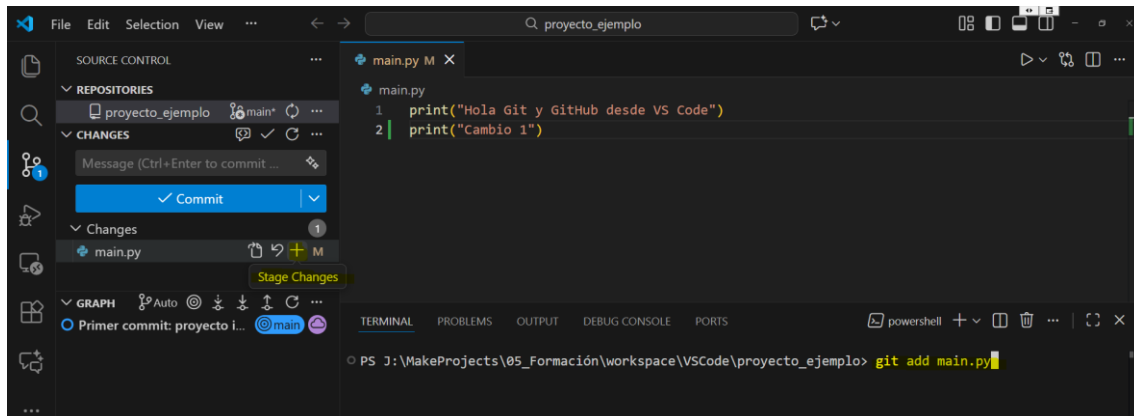 File Edit Selection View ... proyecto_ejemplo
SOURCE CONTROL ...
REPOSITORIES
proyecto_ejemplo main* ...
CHANGES ...
Message (Ctrl+Enter to commit ...
Commit
Changes 1
main.py M
Stage Changes
GRAPH Auto ...
Primer commit: proyecto i... main
1
main.py M
main.py
1 print("Hola Git y GitHub desde VS Code")
2 print("Cambio 1")
TERMINAL PROBLEMS OUTPUT DEBUG CONSOLE PORTS powershell ...
PS J:\MakeProjects\05_Formación\workspace\VSCode\proyecto_ejemplo> git add main.py